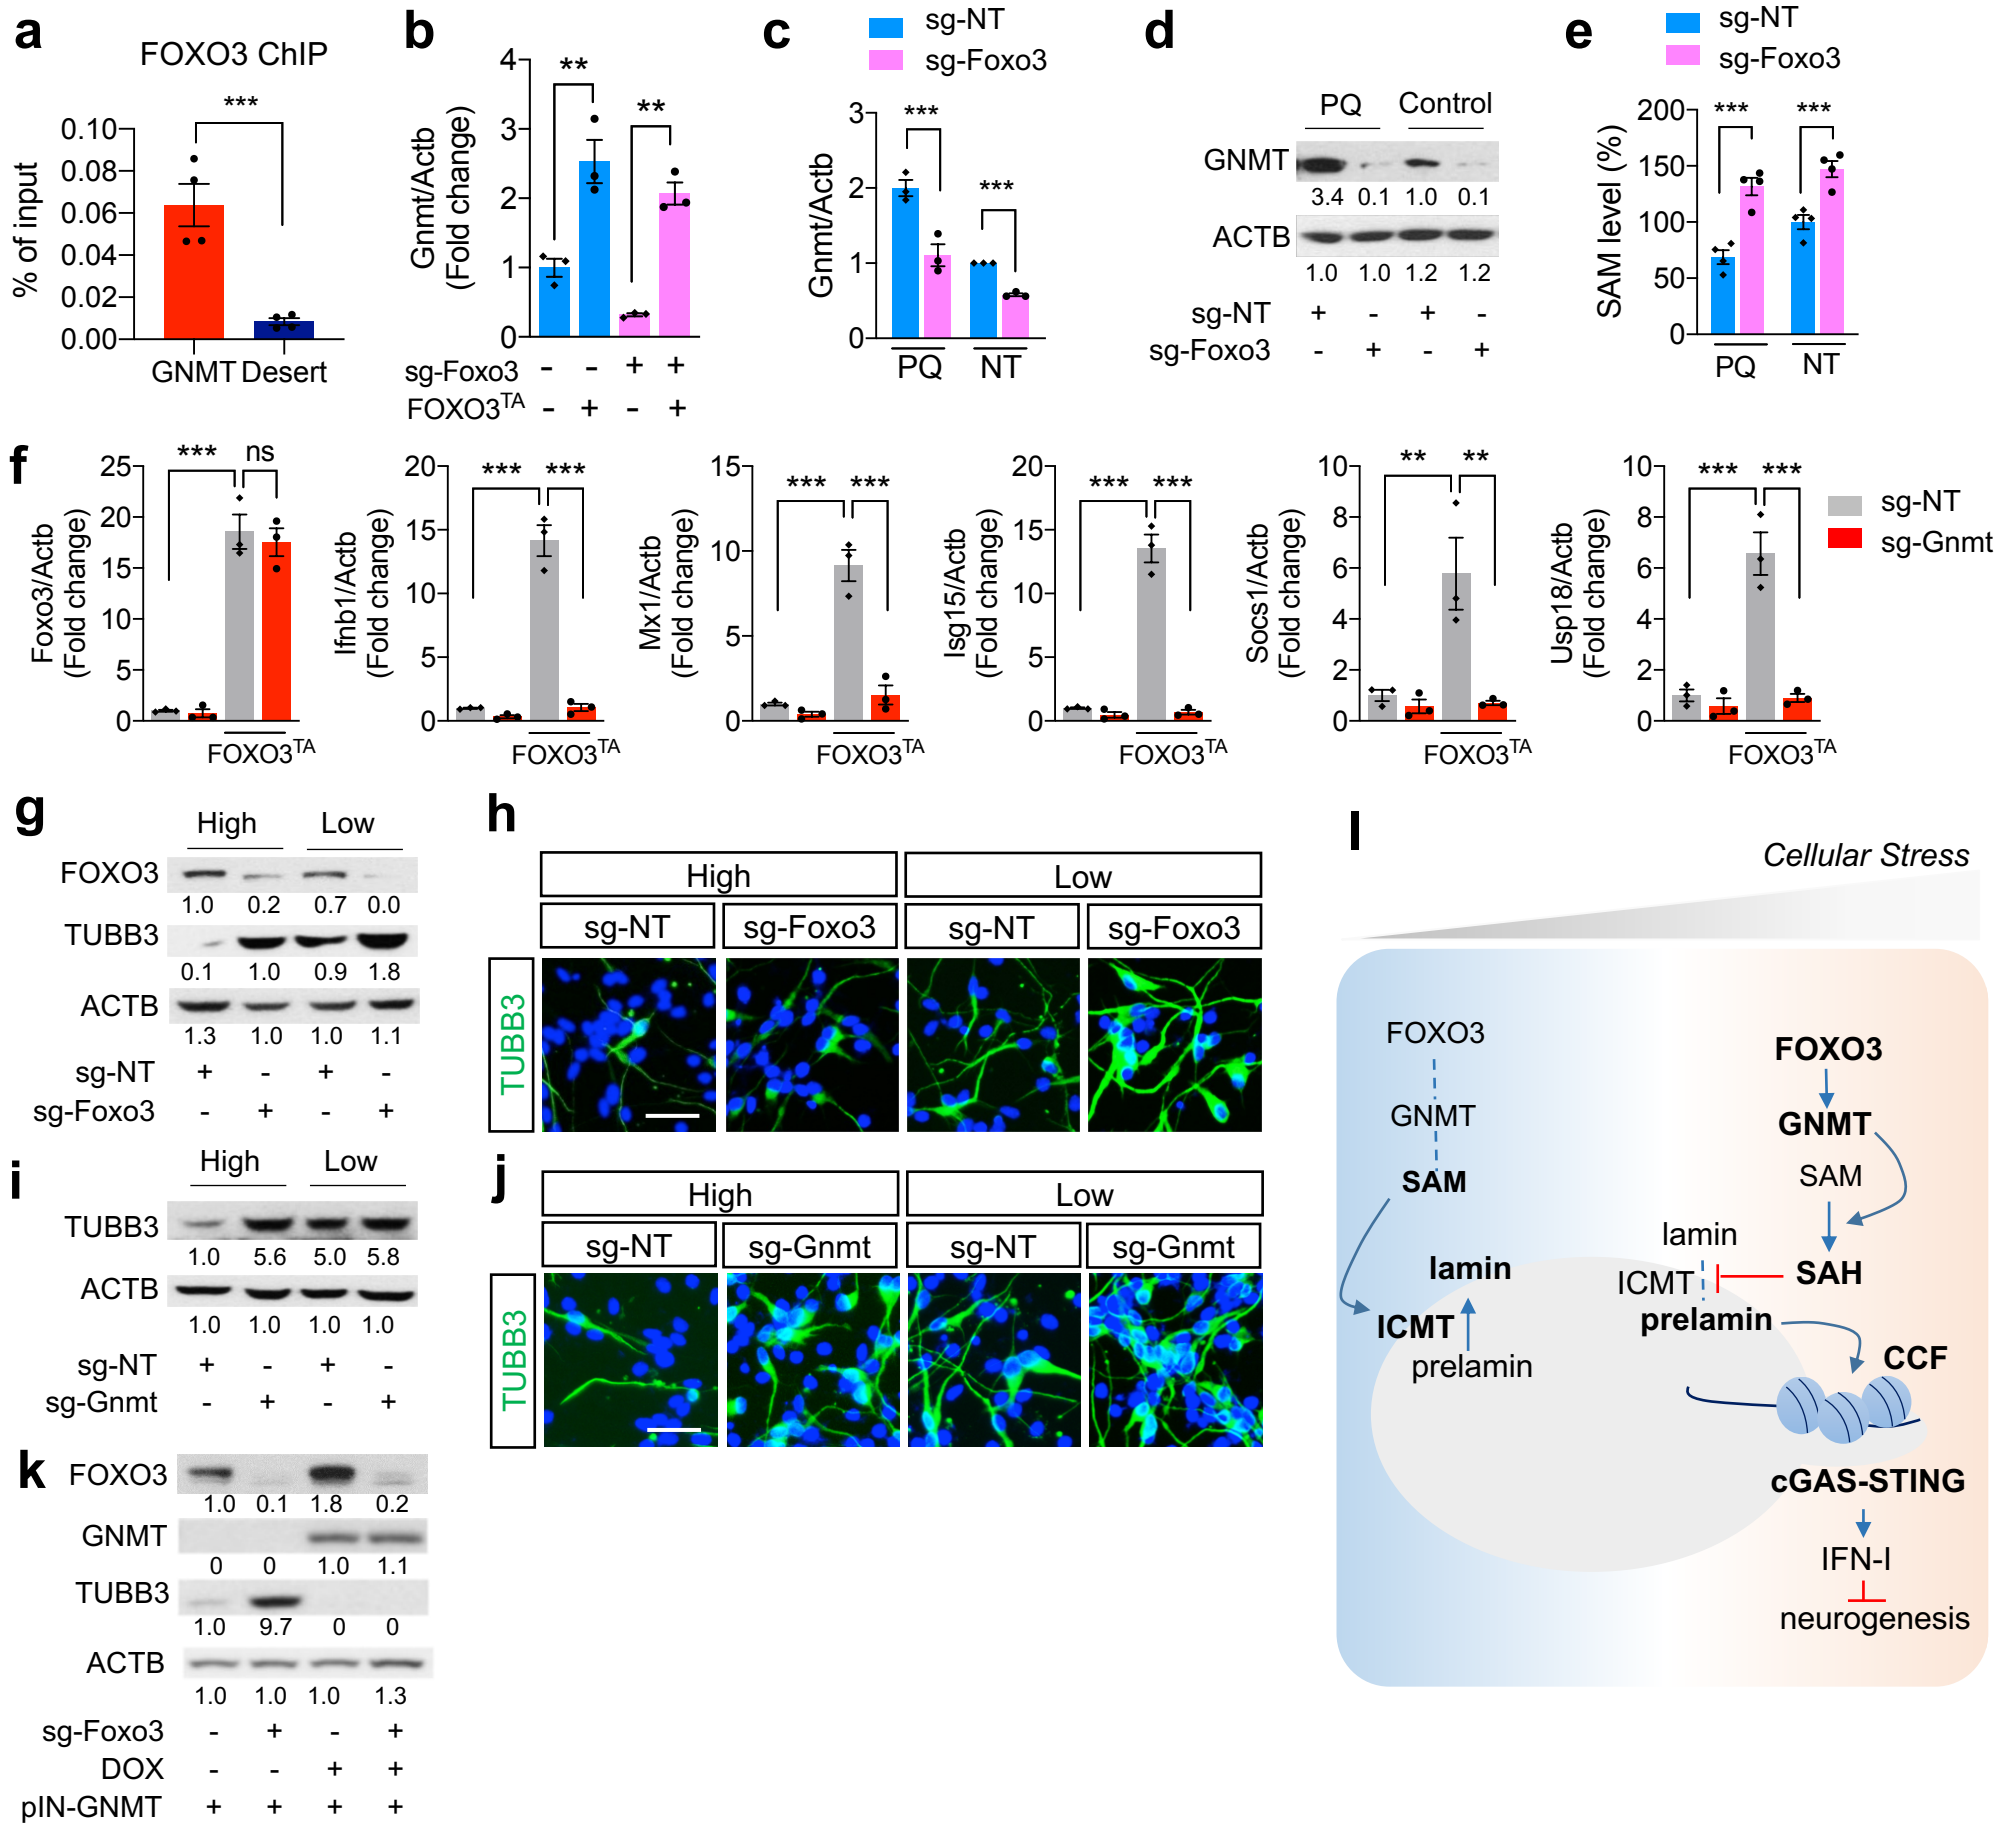 a
FOXO3 ChIP
***
% of input
0.10
0.08
0.06
0.04
0.02
0.00
GNMT Desert
b
Gnmt/Actb
(Fold change)
4
3
2
1
0
**
**
sg-Foxo3 - - + +
FOXO3TA - + - +
c
sg-NT
sg-Foxo3
Gnmt/Actb
3
2
1
0
***
***
PQ NT
d
PQ Control
GNMT
3.4 0.1 1.0 0.1
ACTB
1.0 1.0 1.2 1.2
sg-NT + - + -
sg-Foxo3 - + - +
e
sg-NT
sg-Foxo3
SAM level (%)
200
150
100
50
0
***
***
PQ NT
f
Foxo3/Actb
(Fold change)
25
20
15
10
5
0
*** ns
FOXO3TA
Ifnb1/Actb
(Fold change)
20
15
10
5
0
*** ***
FOXO3TA
Mx1/Actb
(Fold change)
15
10
5
0
*** ***
FOXO3TA
Isg15/Actb
(Fold change)
20
15
10
5
0
*** ***
FOXO3TA
Socs1/Actb
(Fold change)
10
8
6
4
2
0
** **
FOXO3TA
Usp18/Actb
(Fold change)
10
8
6
4
2
0
*** ***
FOXO3TA
sg-NT
sg-Gnmt
g
High Low
FOXO3
1.0 0.2 0.7 0.0
TUBB3
0.1 1.0 0.9 1.8
ACTB
1.3 1.0 1.0 1.1
sg-NT + - + -
sg-Foxo3 - + - +
h
High Low
sg-NT sg-Foxo3 sg-NT sg-Foxo3
TUBB3
i
High Low
TUBB3
1.0 5.6 5.0 5.8
ACTB
1.0 1.0 1.0 1.0
sg-NT + - + -
sg-Gnmt - + - +
j
High Low
sg-NT sg-Gnmt sg-NT sg-Gnmt
TUBB3
k
FOXO3
1.0 0.1 1.8 0.2
GNMT
0 0 1.0 1.1
TUBB3
1.0 9.7 0 0
ACTB
1.0 1.0 1.0 1.3
sg-Foxo3 - + - +
DOX - - + +
pIN-GNMT + + + +
l
Cellular Stress
FOXO3
GNMT
SAM
lamin
ICMT
prelamin
FOXO3
GNMT
SAM
lamin
ICMT
SAH
prelamin
CCF
cGAS-STING
IFN-I
neurogenesis